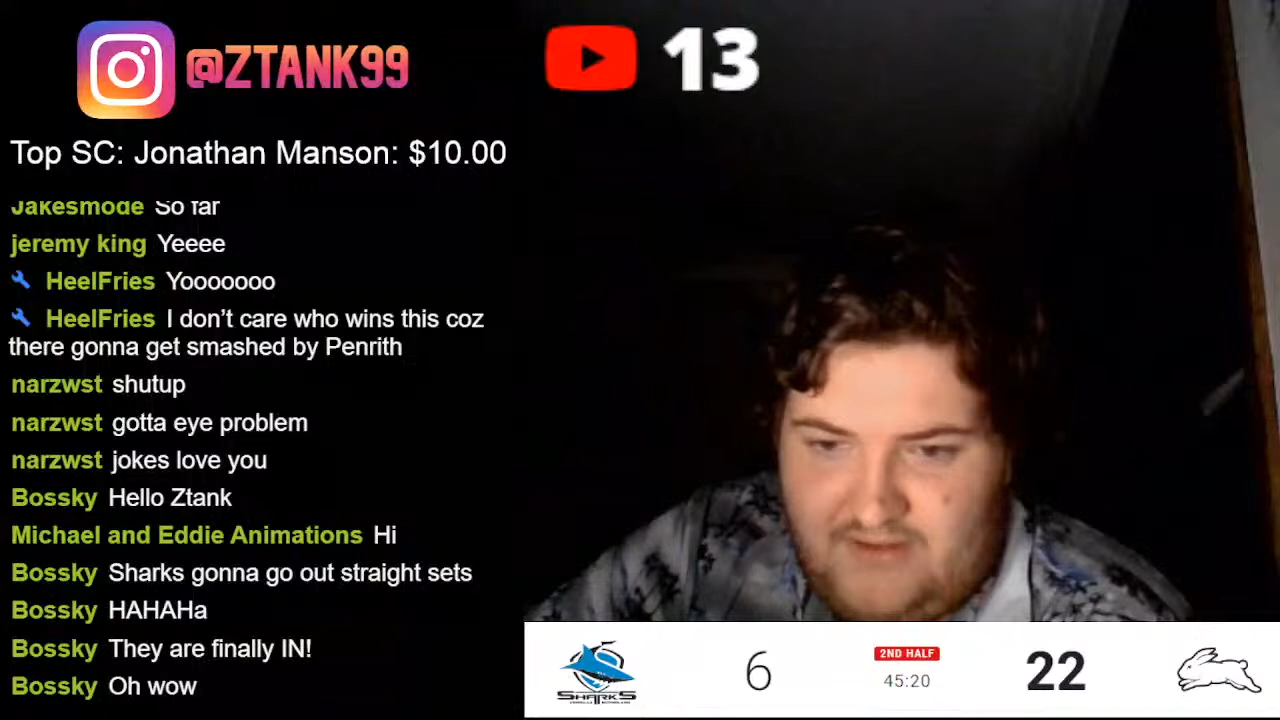 @ZTANK99
13
Top SC: Jonathan Manson: $10.00
Jakesmode So far
jeremy king Yeeee
HeelFries Yooooooo
HeelFries I don't care who wins this coz
there gonna get smashed by Penrith
narzwst shutup
narzwst gotta eye problem
narzwst jokes love you
Bossky Hello Ztank
Michael and Eddie Animations Hi
Bossky Sharks gonna go out straight sets
Bossky HAHAHa
Bossky They are finally IN!
Bossky Oh wow
SHARKS
6
2ND HALF
45:20
22